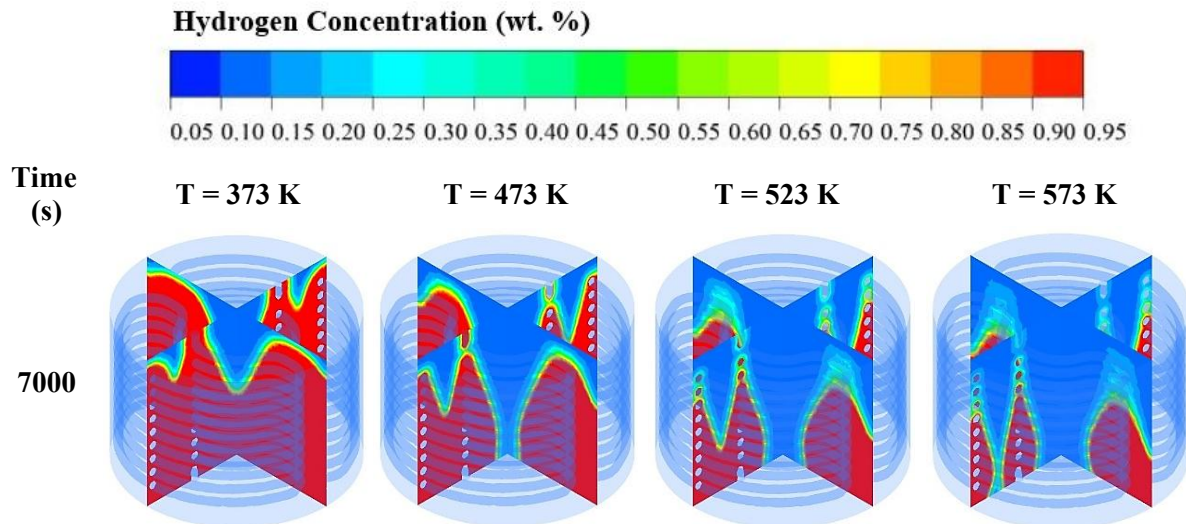 Hydrogen Concentration (wt. %)
0.05 0.10 0.15 0.20 0.25 0.30 0.35 0.40 0.45 0.50 0.55 0.60 0.65 0.70 0.75 0.80 0.85 0.90 0.95
Time (s) T = 373 K T = 473 K T = 523 K T = 573 K
7000